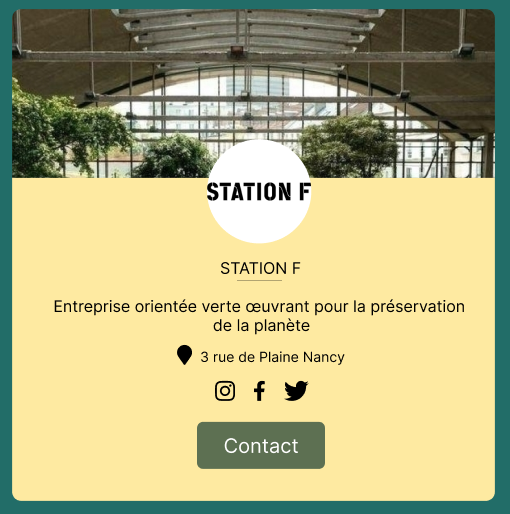 STATION F
STATION F
Entreprise orientée verte œuvrant pour la préservation
de la planète
3 rue de Plaine Nancy
Contact